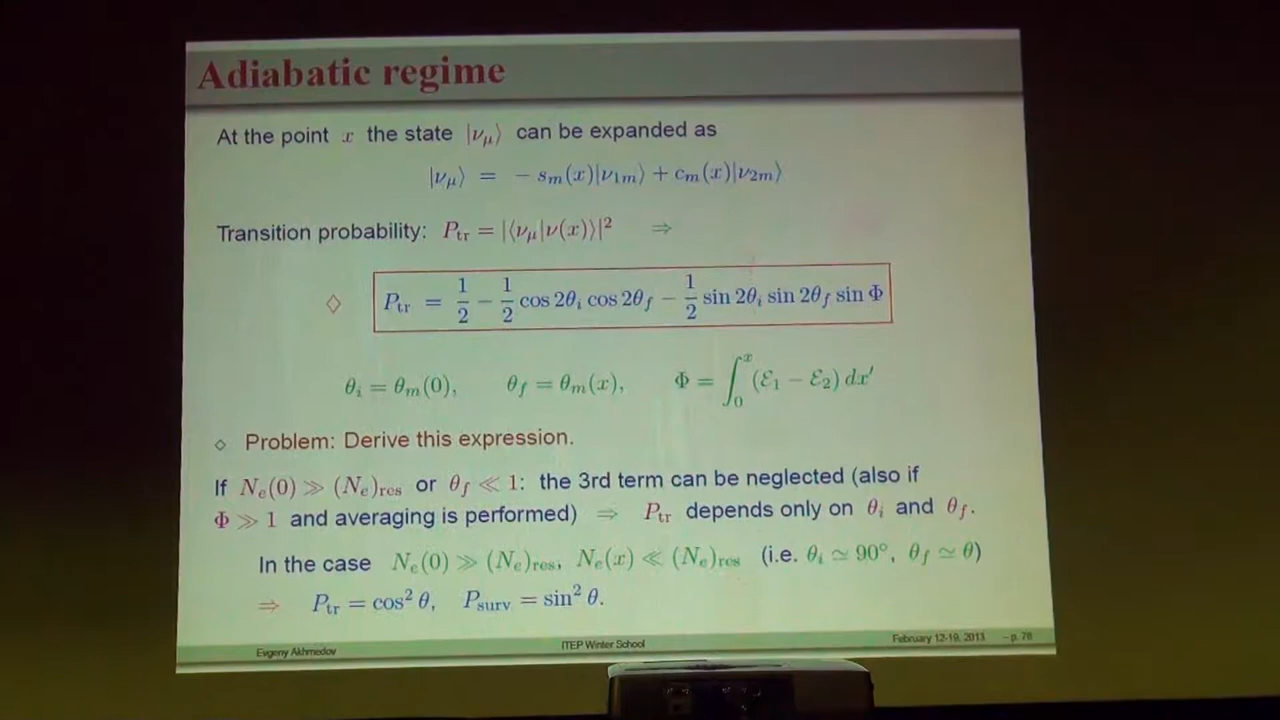 Adiabatic regime
At the point x the state |ν_μ⟩ can be expanded as
|ν_μ⟩ = − s_m(x)|ν_1m⟩ + c_m(x)|ν_2m⟩
Transition probability: P_tr = |⟨ν_μ|ν(x)⟩|² ⇒
◇ P_tr = 1/2 − 1/2 cos 2θ_i cos 2θ_f − 1/2 sin 2θ_i sin 2θ_f sin Φ
θ_i = θ_m(0), θ_f = θ_m(x), Φ = ∫_0^x (ℰ_1 − ℰ_2) dx′
◇ Problem: Derive this expression.
If N_e(0) ≫ (N_e)_res or θ_f ≪ 1: the 3rd term can be neglected (also if
Φ ≫ 1 and averaging is performed) ⇒ P_tr depends only on θ_i and θ_f.
In the case N_e(0) ≫ (N_e)_res, N_e(x) ≪ (N_e)_res (i.e. θ_i ≃ 90°, θ_f ≃ θ)
⇒ P_tr = cos² θ, P_surv = sin² θ.
Evgeny Akhmedov ITEP Winter School February 12-19, 2013 – p. 76